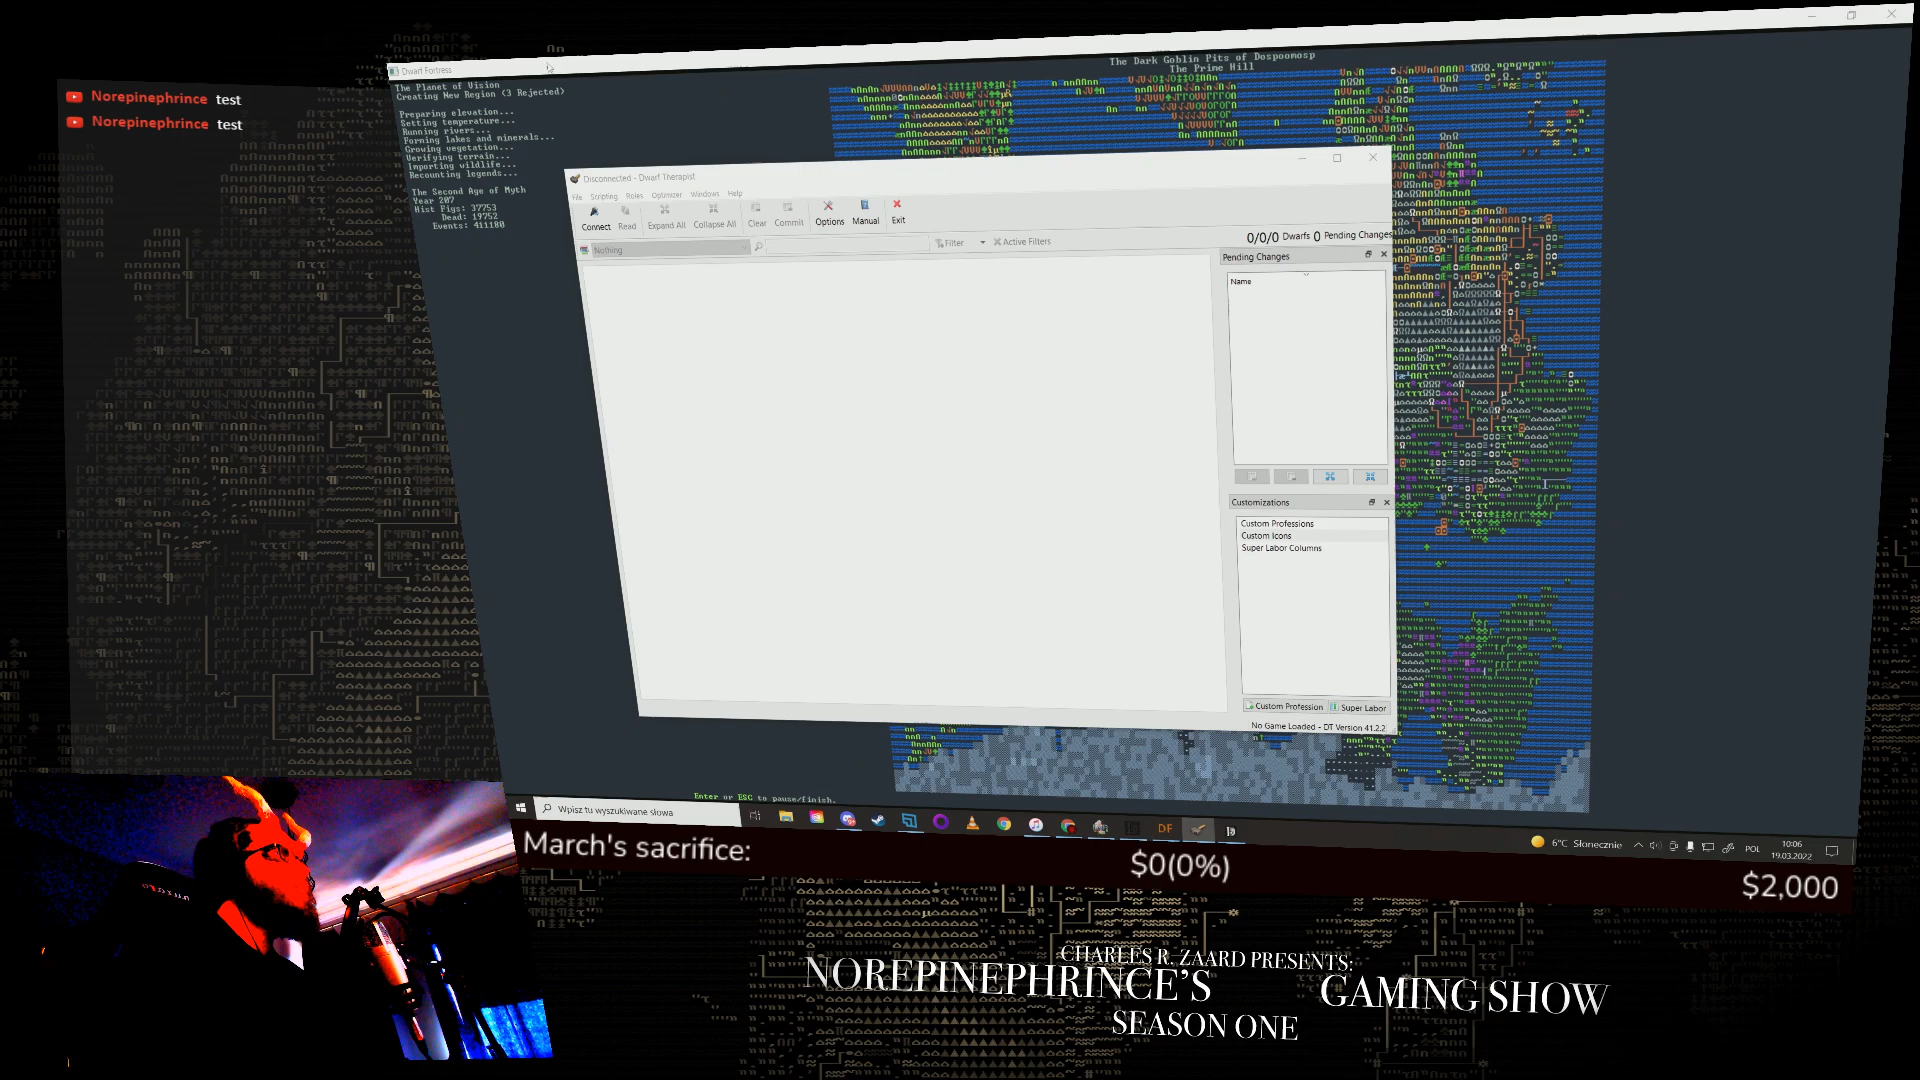 Norepinephrince test
Norepinephrince test
Dwarf Fortress
The Planet of Vision
Creating New Region (3 Rejected)
Preparing elevation...
Setting temperature...
Running rivers...
Forming lakes and minerals...
Growing vegetation...
Verifying terrain...
Importing wildlife...
Recounting legends...
The Second Age of Myth
Year 207
Hist Figs: 37753
Dead: 19752
Events: 411180
The Dark Goblin Pits of Dospoomosp
The Prime Hill
Disconnected - Dwarf Therapist
File Scripting Roles Optimizer Windows Help
Connect Read Expand All Collapse All Clear Commit Options Manual Exit
Nothing Filter Active Filters
0/0/0 Dwarfs 0 Pending Changes
Pending Changes
Name
Customizations
Custom Professions
Custom Icons
Super Labor Columns
Custom Profession Super Labor
No Game Loaded - DT Version 41.2.2
Enter or ESC to pause/finish.
Wpisz tu wyszukiwane słowa
DF
6°C Słonecznie
POL
10:06
19.03.2022
March's sacrifice: $0(0%) $2,000
CHARLES R. ZAARD PRESENTS:
NOREPINEPHRINCE'S GAMING SHOW
SEASON ONE